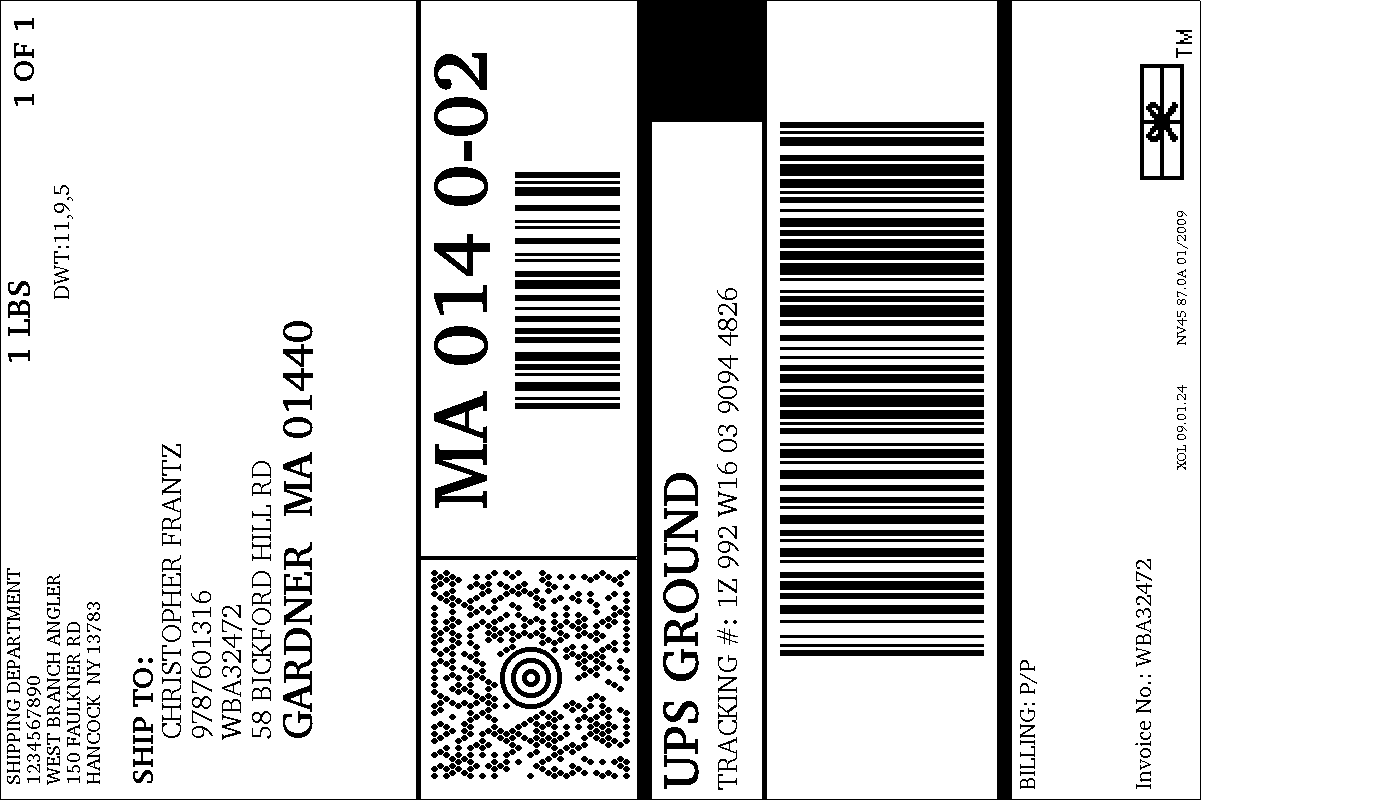 SHIPPING DEPARTMENT
1234567890
WEST BRANCH ANGLER
150 FAULKNER RD
HANCOCK NY 13783
1 LBS
1 OF 1
DWT:11,9,5
SHIP TO:
CHRISTOPHER FRANTZ
9787601316
WBA32472
58 BICKFORD HILL RD
GARDNER MA 01440
MA 014 0-02
UPS GROUND
TRACKING #: 1Z 992 W16 03 9094 4826
BILLING: P/P
Invoice No.: WBA32472
XOL 09.01.24 NV45 87.0A 01/2009
TM